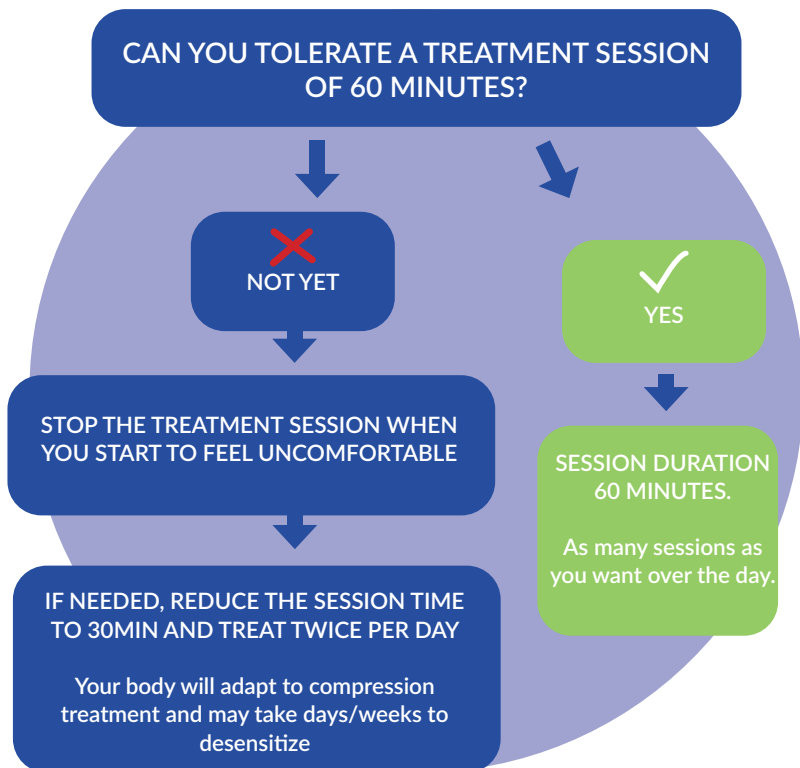 CAN YOU TOLERATE A TREATMENT SESSION
OF 60 MINUTES?
NOT YET
STOP THE TREATMENT SESSION WHEN
YOU START TO FEEL UNCOMFORTABLE
IF NEEDED, REDUCE THE SESSION TIME
TO 30MIN AND TREAT TWICE PER DAY
Your body will adapt to compression
treatment and may take days/weeks to
desensitize
YES
SESSION DURATION
60 MINUTES.
As many sessions as
you want over the day.